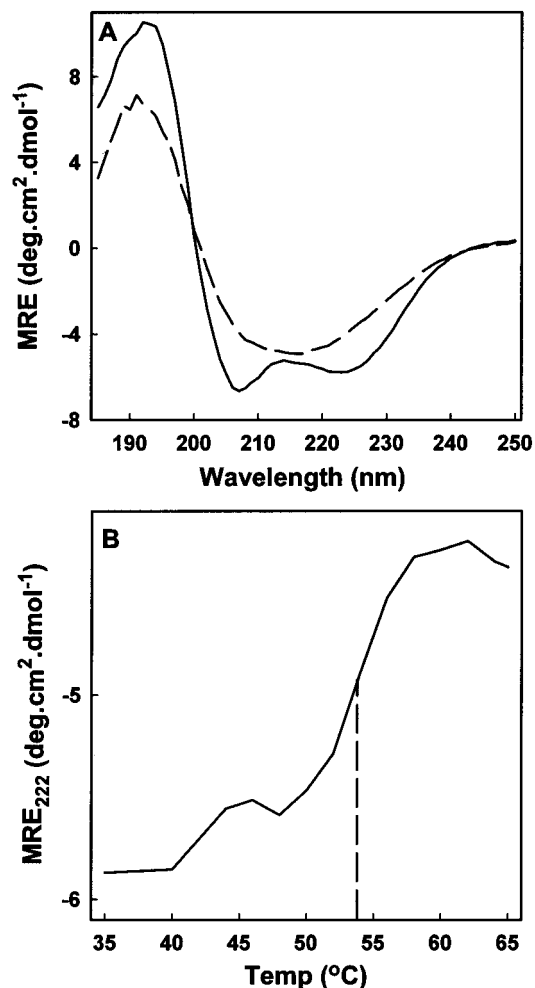 A
MRE (deg.cm².dmol⁻¹)
8
4
0
-4
-8
190 200 210 220 230 240 250
Wavelength (nm)
B
MRE₂₂₂ (deg.cm².dmol⁻¹)
-5
-6
35 40 45 50 55 60 65
Temp (ºC)